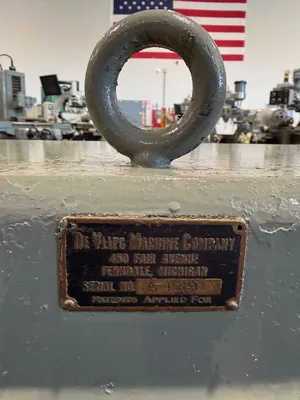 DE VLIEG MACHINE COMPANY
450 FAIR AVENUE
FERNDALE, MICHIGAN
SERIAL NO.
PATENTS APPLIED FOR